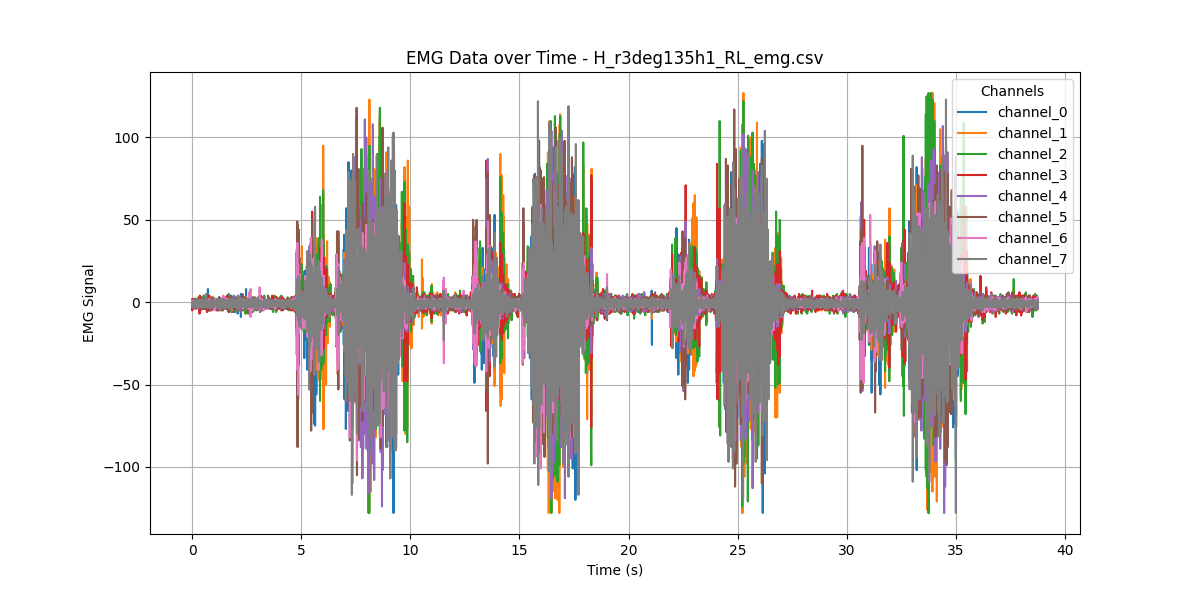 EMG Data over Time - H_r3deg135h1_RL_emg.csv
Channels
channel_0
channel_1
channel_2
channel_3
channel_4
channel_5
channel_6
channel_7
EMG Signal
100
50
0
−50
−100
0 5 10 15 20 25 30 35 40
Time (s)